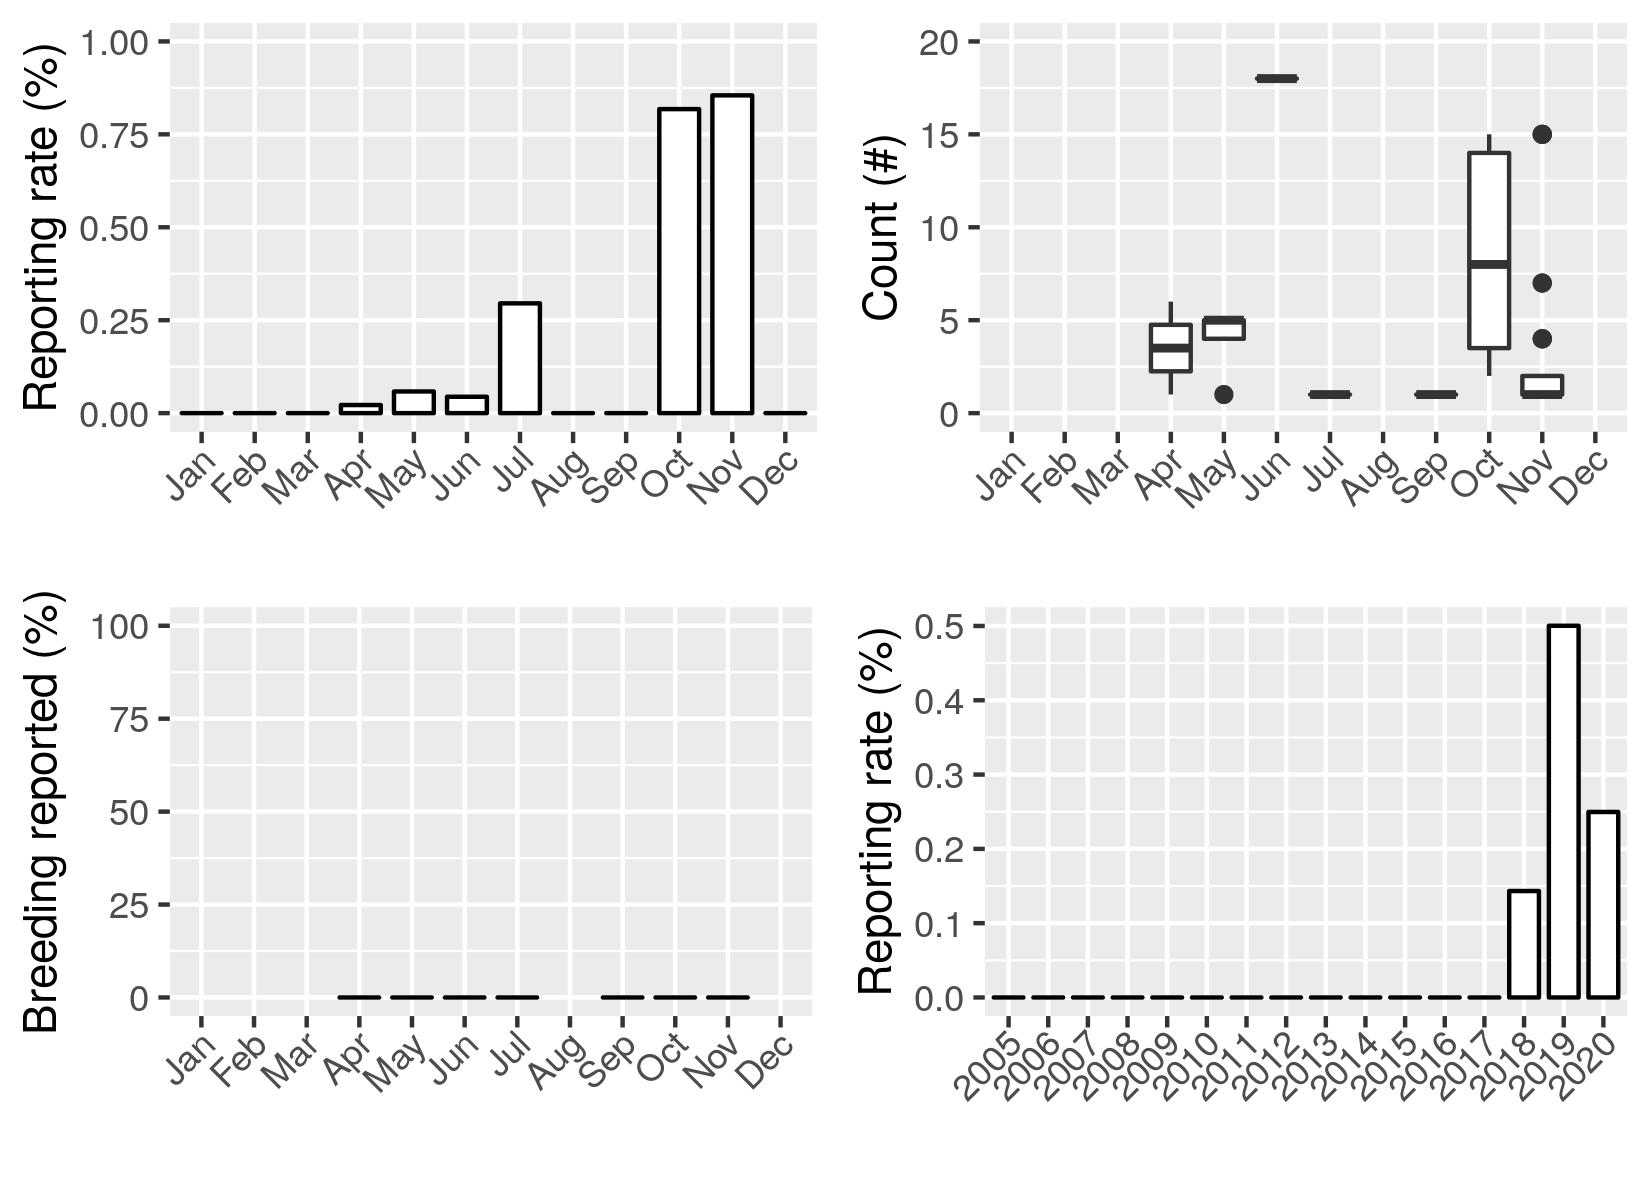 Reporting rate (%)
1.00
0.75
0.50
0.25
0.00
Jan Feb Mar Apr May Jun Jul Aug Sep Oct Nov Dec
Count (#)
20
15
10
5
0
Jan Feb Mar Apr May Jun Jul Aug Sep Oct Nov Dec
Breeding reported (%)
100
75
50
25
0
Jan Feb Mar Apr May Jun Jul Aug Sep Oct Nov Dec
Reporting rate (%)
0.5
0.4
0.3
0.2
0.1
0.0
2005 2006 2007 2008 2009 2010 2011 2012 2013 2014 2015 2016 2017 2018 2019 2020